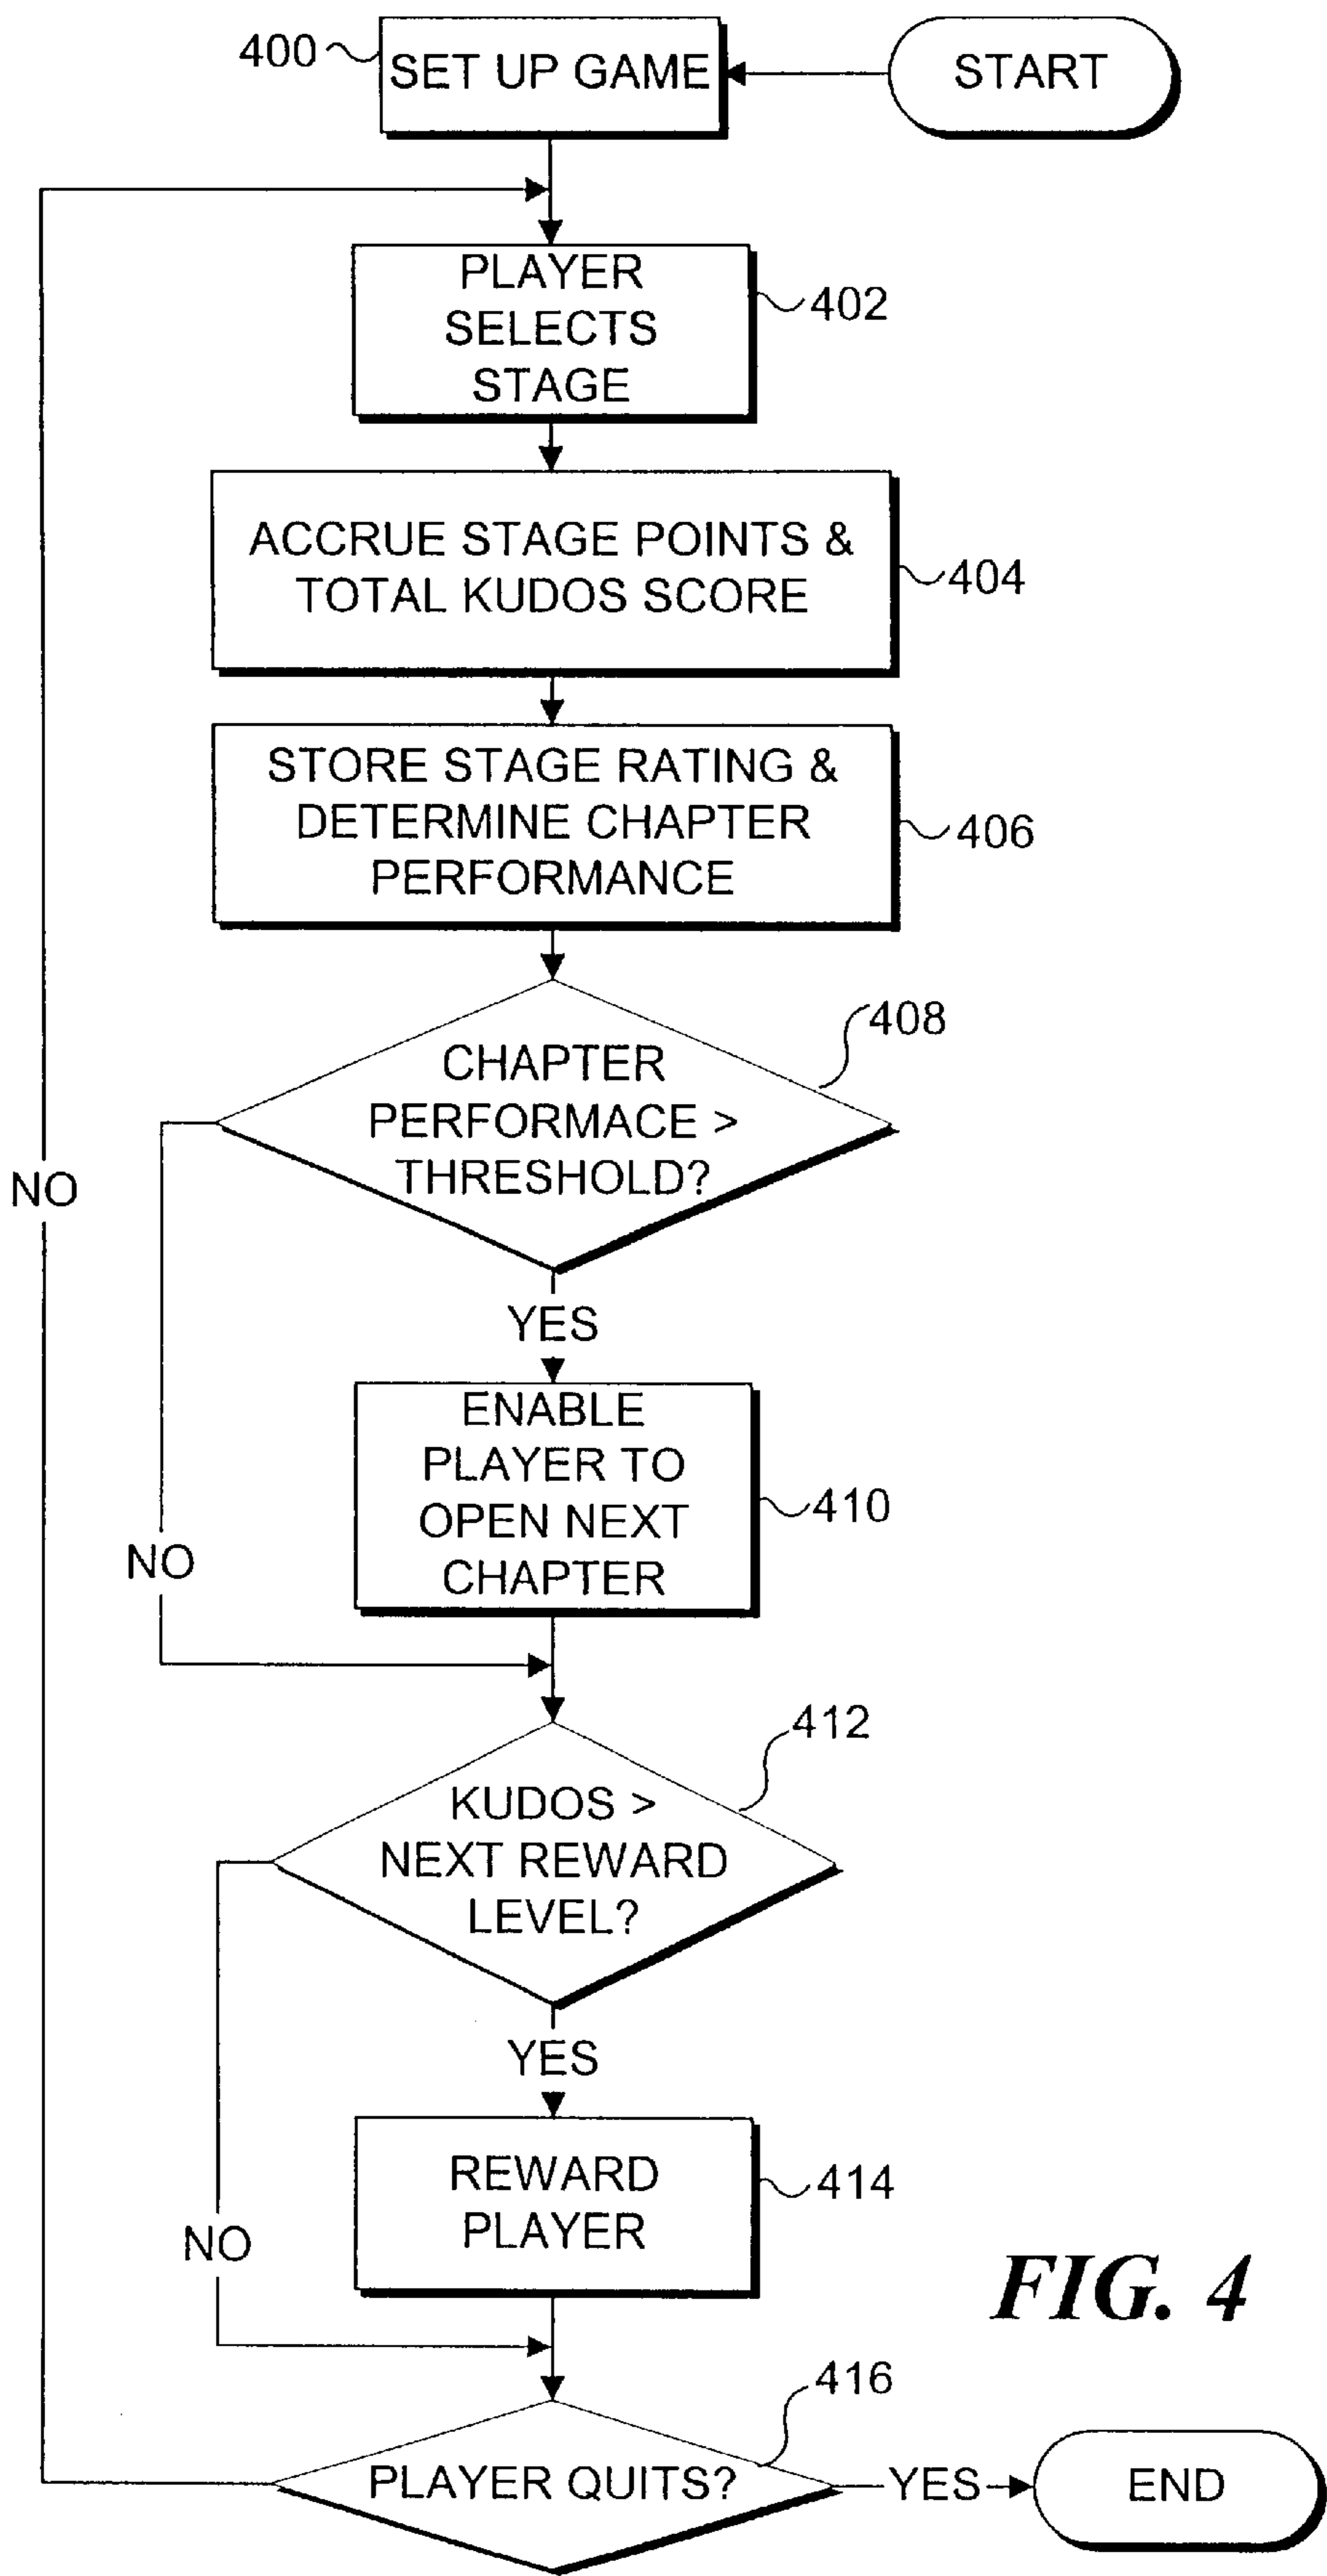 400
SET UP GAME
START
PLAYER
SELECTS
STAGE
402
ACCRUE STAGE POINTS &
TOTAL KUDOS SCORE
404
STORE STAGE RATING &
DETERMINE CHAPTER
PERFORMANCE
406
408
CHAPTER
PERFORMACE >
THRESHOLD?
NO
YES
ENABLE
PLAYER TO
OPEN NEXT
CHAPTER
410
NO
412
KUDOS >
NEXT REWARD
LEVEL?
YES
REWARD
PLAYER
414
NO
FIG. 4
416
PLAYER QUITS?
YES
END